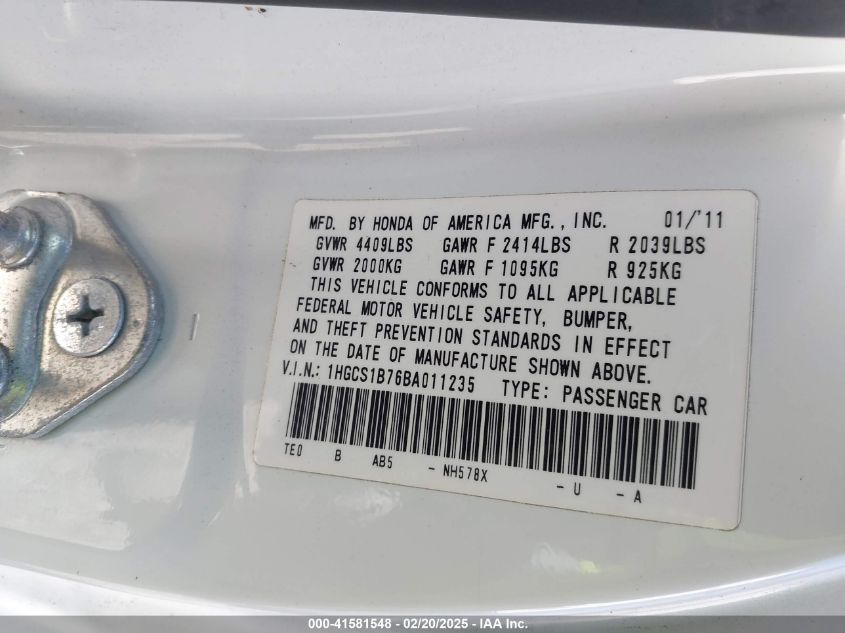 MFD. BY HONDA OF AMERICA MFG., INC. 01/'11
GVWR 4409LBS GAWR F 2414LBS R 2039LBS
GVWR 2000KG GAWR F 1095KG R 925KG
THIS VEHICLE CONFORMS TO ALL APPLICABLE
FEDERAL MOTOR VEHICLE SAFETY, BUMPER,
AND THEFT PREVENTION STANDARDS IN EFFECT
ON THE DATE OF MANUFACTURE SHOWN ABOVE.
V.I.N.: 1HGCS1B76BA011235 TYPE: PASSENGER CAR
TE0 B AB5 - NH578X - U - A
000-41581548 - 02/20/2025 - IAAI Inc.